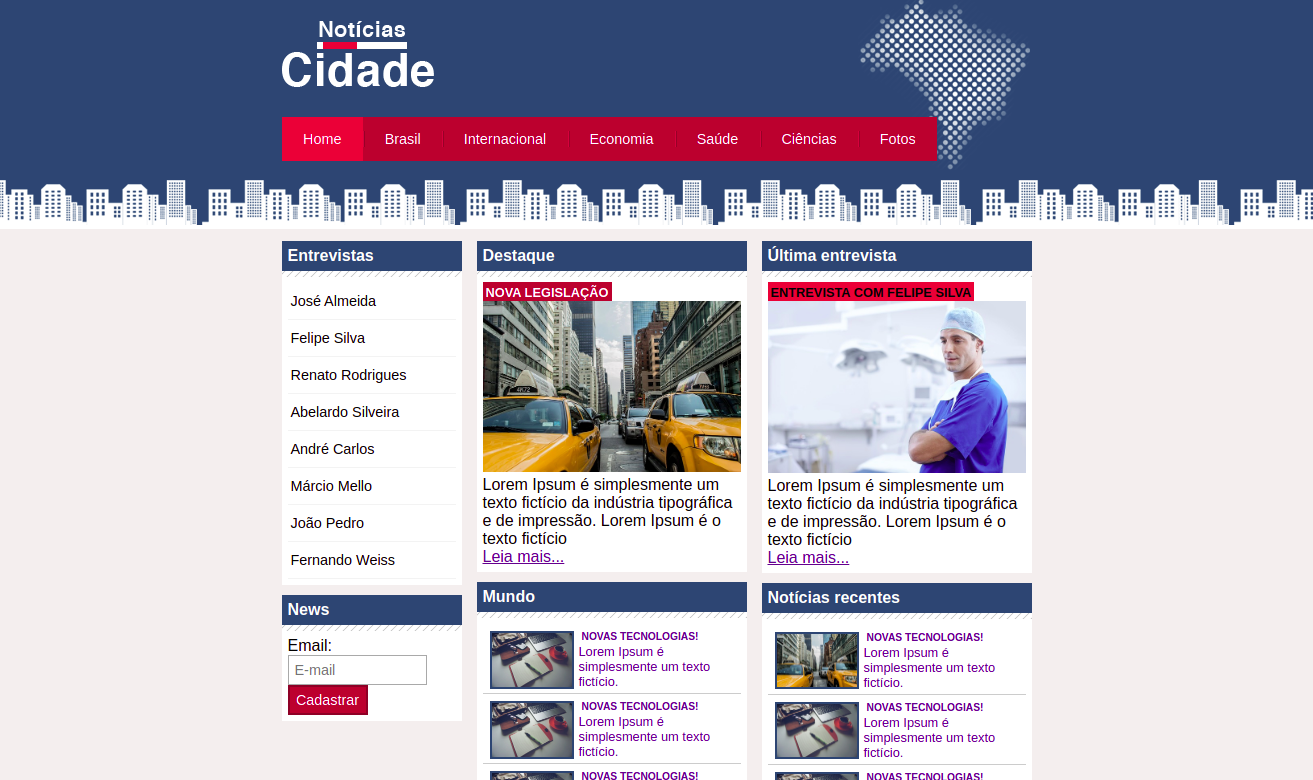 Notícias
Cidade
Home Brasil Internacional Economia Saúde Ciências Fotos
Entrevistas
José Almeida
Felipe Silva
Renato Rodrigues
Abelardo Silveira
André Carlos
Márcio Mello
João Pedro
Fernando Weiss
News
Email:
E-mail
Cadastrar
Destaque
NOVA LEGISLAÇÃO
Lorem Ipsum é simplesmente um
texto fictício da indústria tipográfica
e de impressão. Lorem Ipsum é o
texto fictício
Leia mais...
Mundo
NOVAS TECNOLOGIAS!
Lorem Ipsum é
simplesmente um texto
fictício.
NOVAS TECNOLOGIAS!
Lorem Ipsum é
simplesmente um texto
fictício.
NOVAS TECNOLOGIAS!
Última entrevista
ENTREVISTA COM FELIPE SILVA
Lorem Ipsum é simplesmente um
texto fictício da indústria tipográfica
e de impressão. Lorem Ipsum é o
texto fictício
Leia mais...
Notícias recentes
NOVAS TECNOLOGIAS!
Lorem Ipsum é
simplesmente um texto
fictício.
NOVAS TECNOLOGIAS!
Lorem Ipsum é
simplesmente um texto
fictício.
NOVAS TECNOLOGIAS!